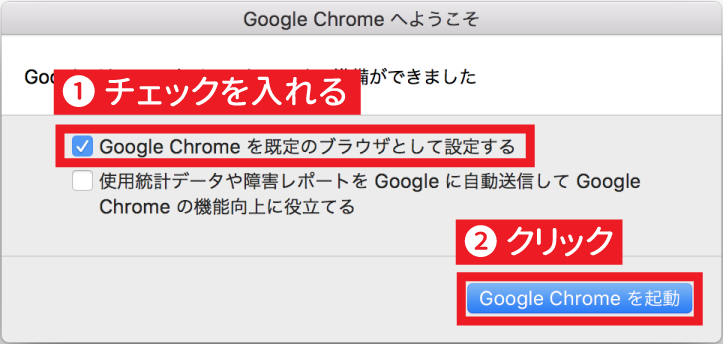 Google Chrome へようこそ
備ができました
❶ チェックを入れる
Google Chrome を既定のブラウザとして設定する
使用統計データや障害レポートを Google に自動送信して Google
Chrome の機能向上に役立てる
❷ クリック
Google Chrome を起動